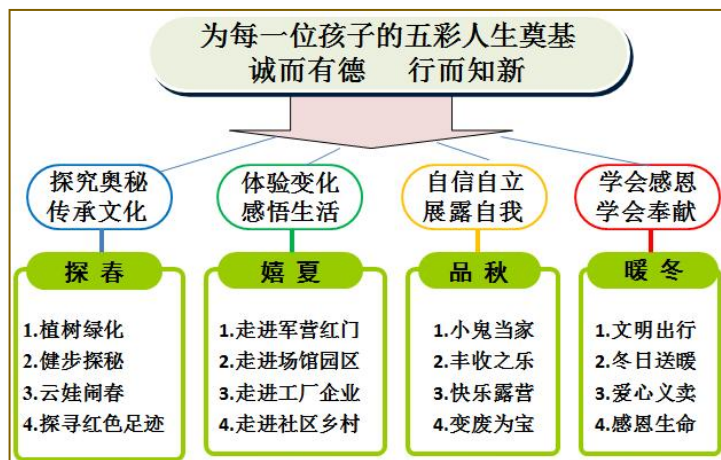 为每一位孩子的五彩人生奠基
诚而有德 行而知新
探究奥秘
传承文化
体验变化
感悟生活
自信自立
展露自我
学会感恩
学会奉献
探 春
1.植树绿化
2.健步探秘
3.云娃闹春
4.探寻红色足迹
嬉 夏
1.走进军营红门
2.走进场馆园区
3.走进工厂企业
4.走进社区乡村
品 秋
1.小鬼当家
2.丰收之乐
3.快乐露营
4.变废为宝
暖 冬
1.文明出行
2.冬日送暖
3.爱心义卖
4.感恩生命